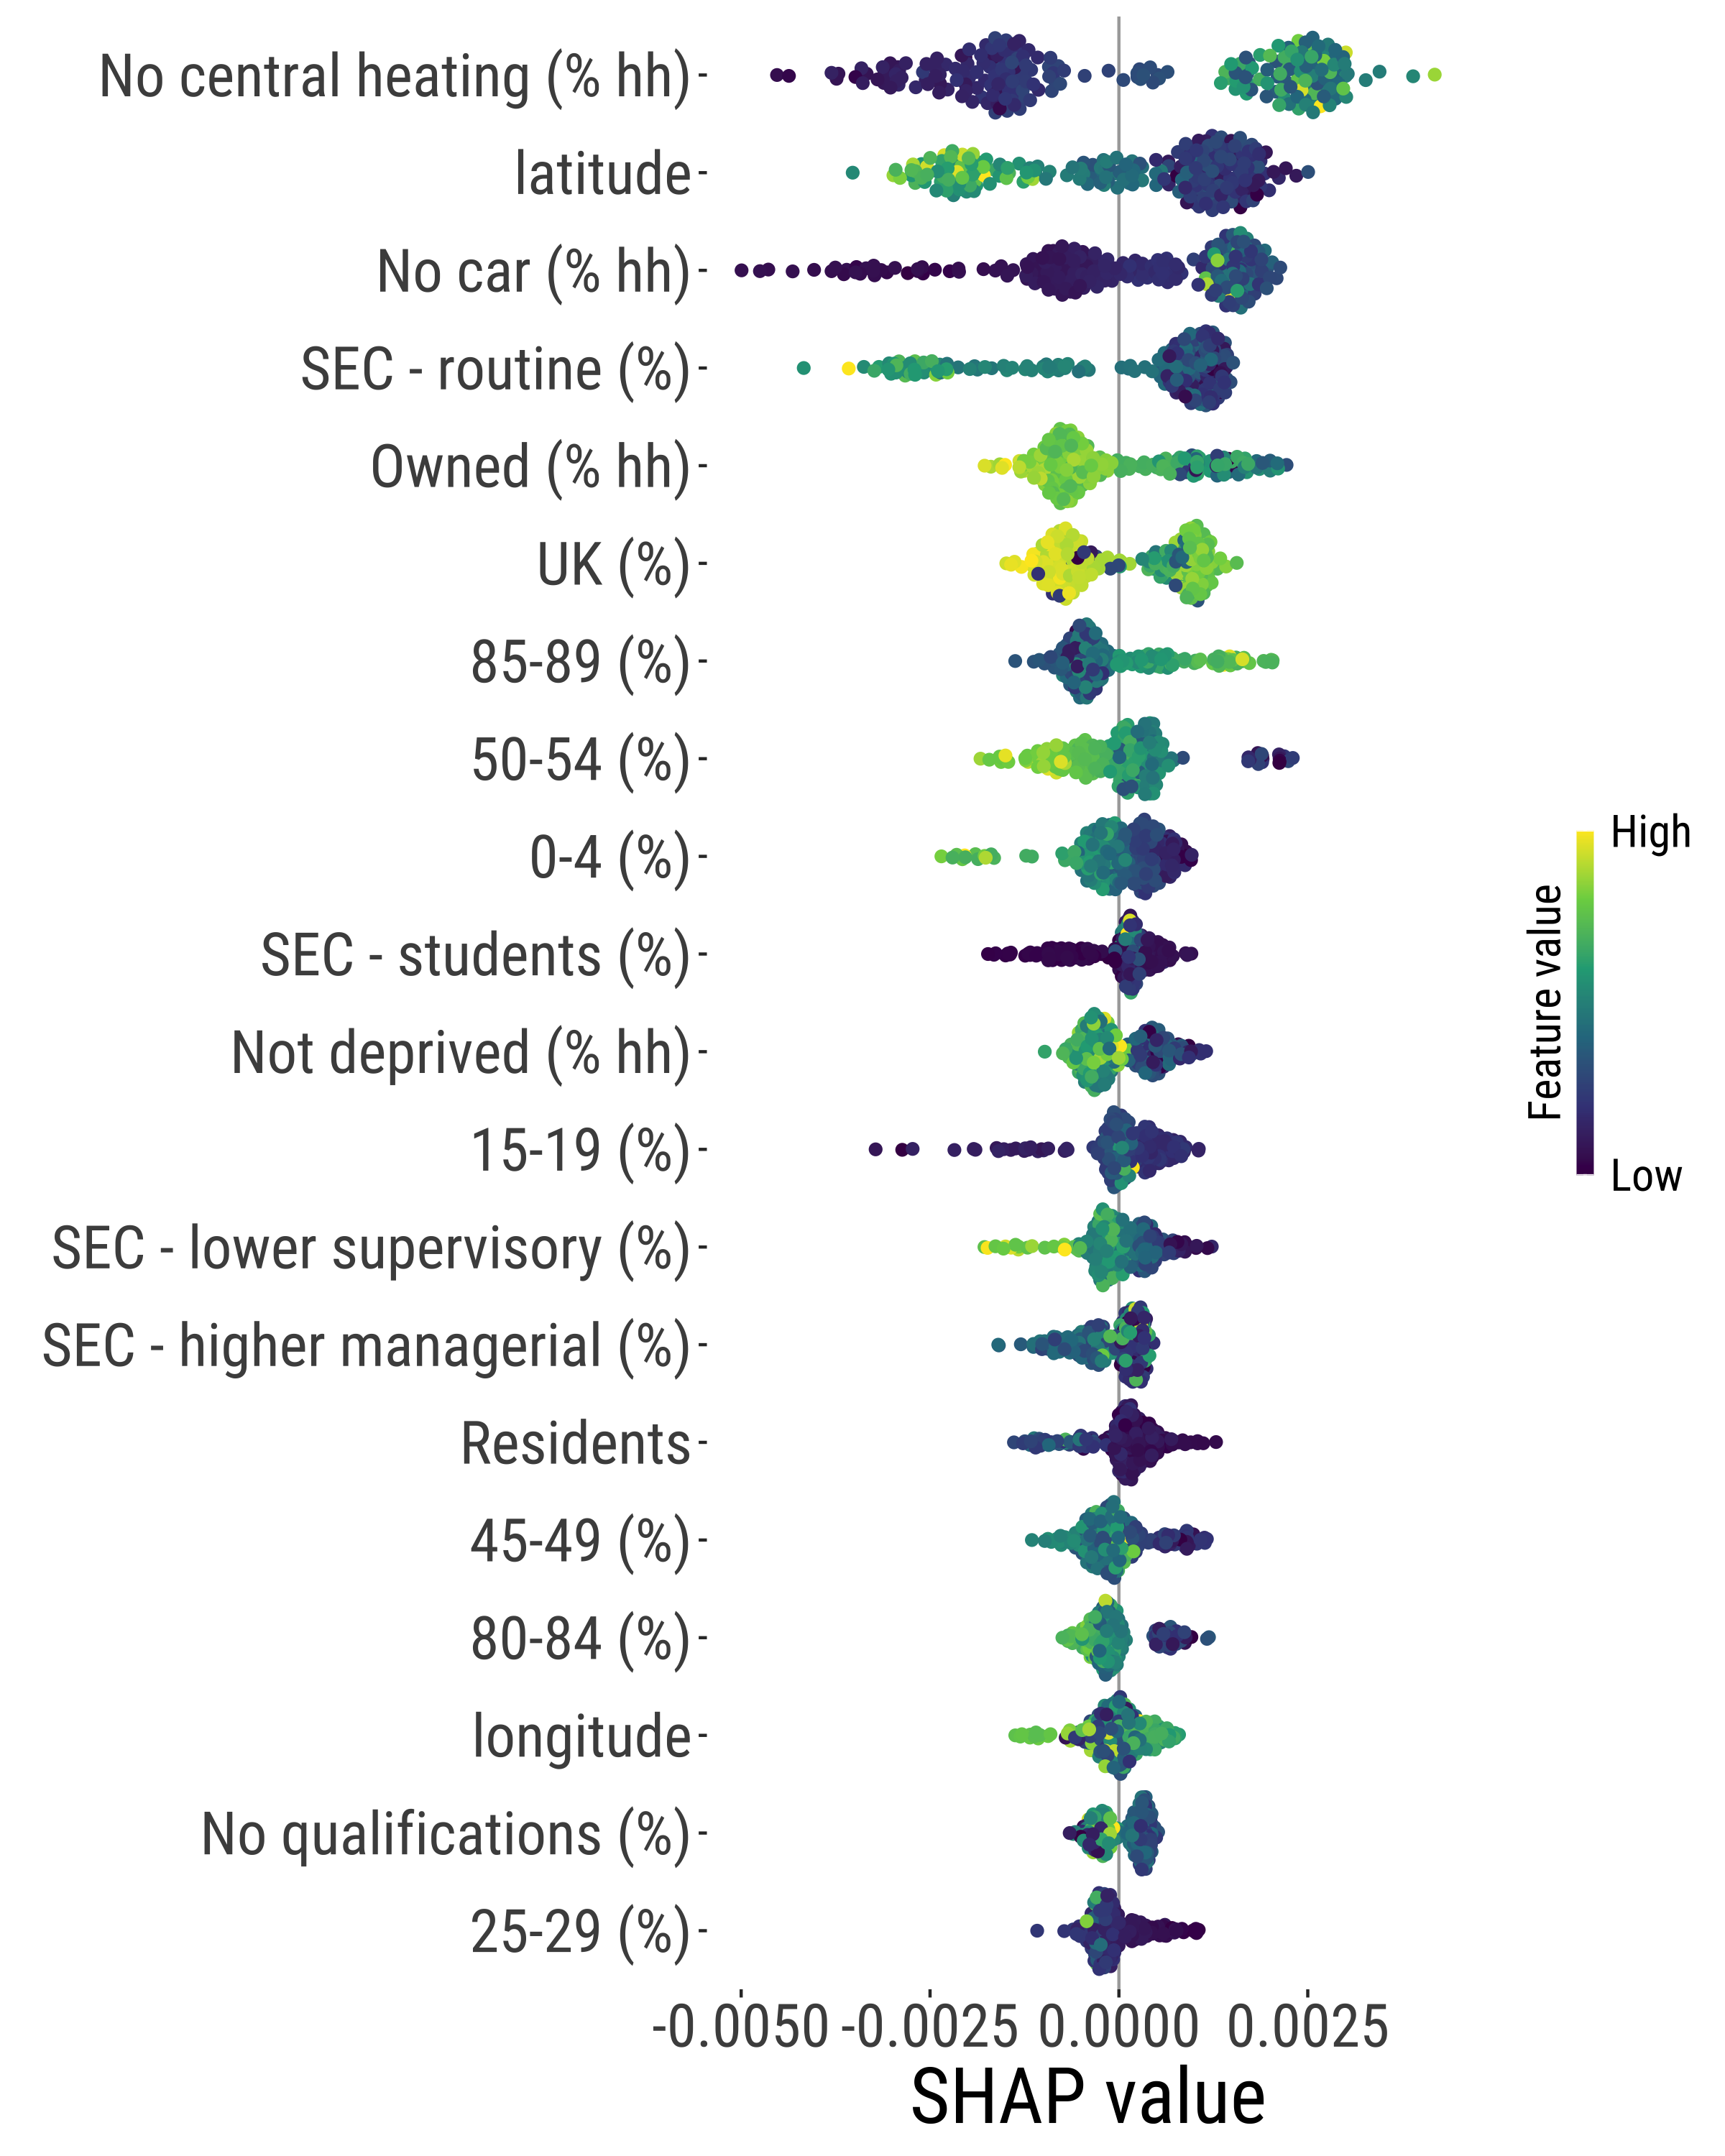 No central heating (% hh)
latitude
No car (% hh)
SEC - routine (%)
Owned (% hh)
UK (%)
85-89 (%)
50-54 (%)
0-4 (%)
SEC - students (%)
Not deprived (% hh)
15-19 (%)
SEC - lower supervisory (%)
SEC - higher managerial (%)
Residents
45-49 (%)
80-84 (%)
longitude
No qualifications (%)
25-29 (%)
-0.0050 -0.0025 0.0000 0.0025
SHAP value
High
Feature value
Low